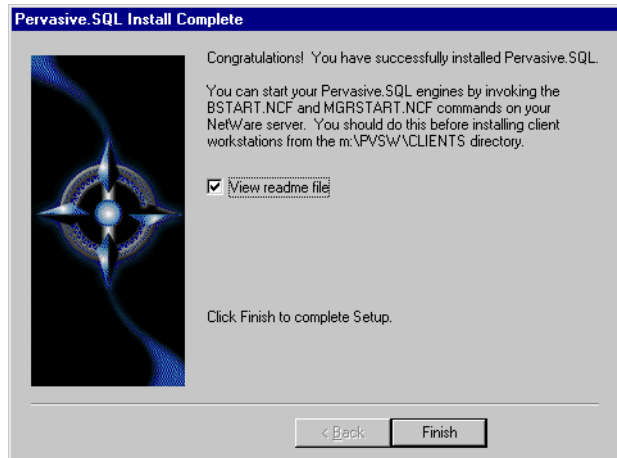 Pervasive.SQL Install Complete
Congratulations! You have successfully installed Pervasive.SQL.
You can start your Pervasive.SQL engines by invoking the
BSTART.NCF and MGRSTART.NCF commands on your
NetWare server. You should do this before installing client
workstations from the m:\PVSW\CLIENTS directory.
View readme file
Click Finish to complete Setup.
< Back
Finish